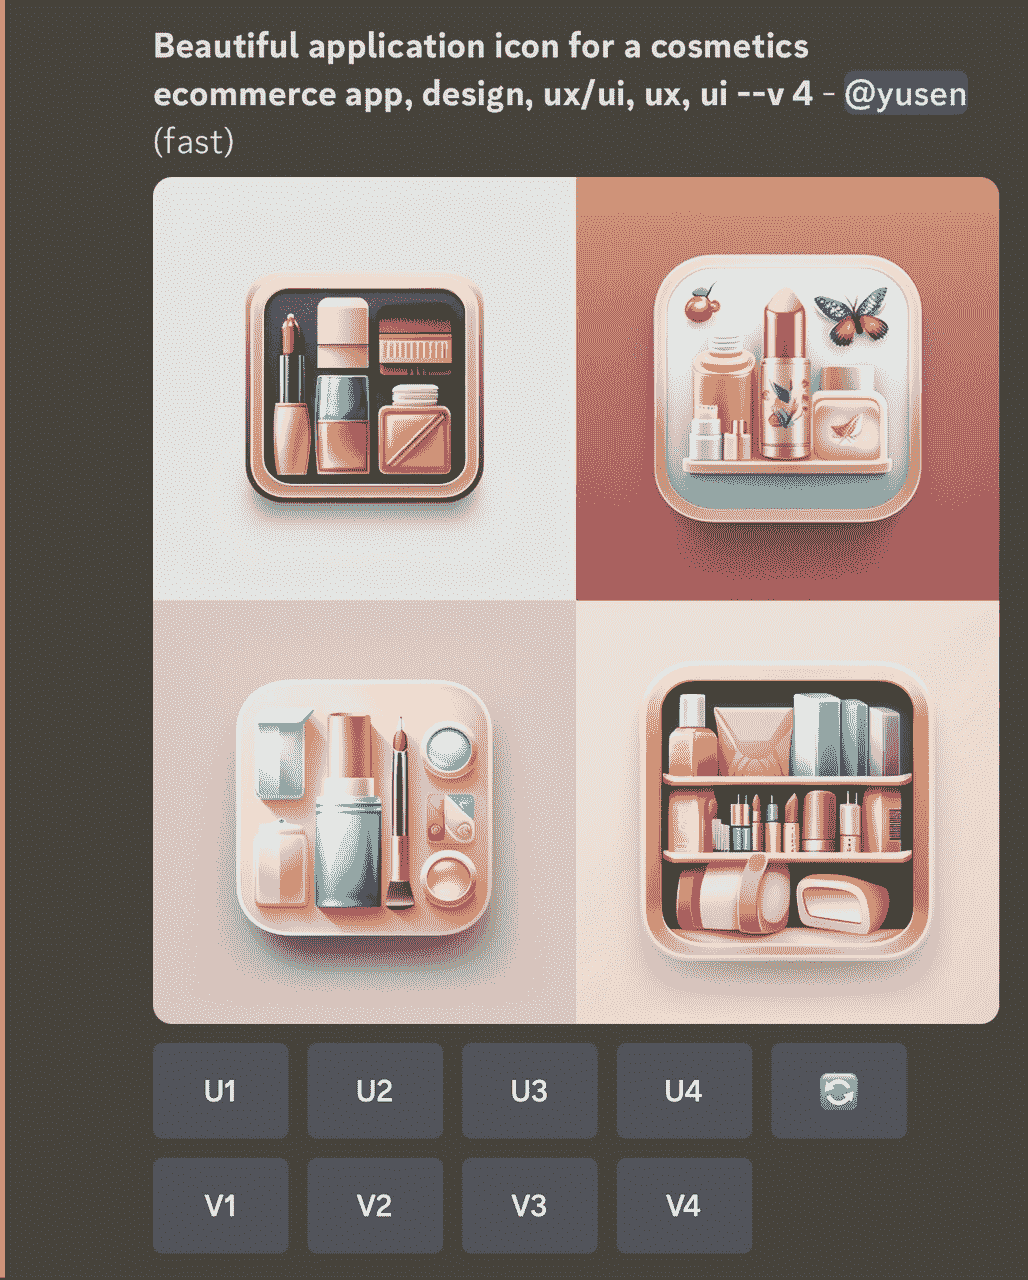 Beautiful application icon for a cosmetics
ecommerce app, design, ux/ui, ux, ui --v 4 - @yusen
(fast)
U1 U2 U3 U4
V1 V2 V3 V4